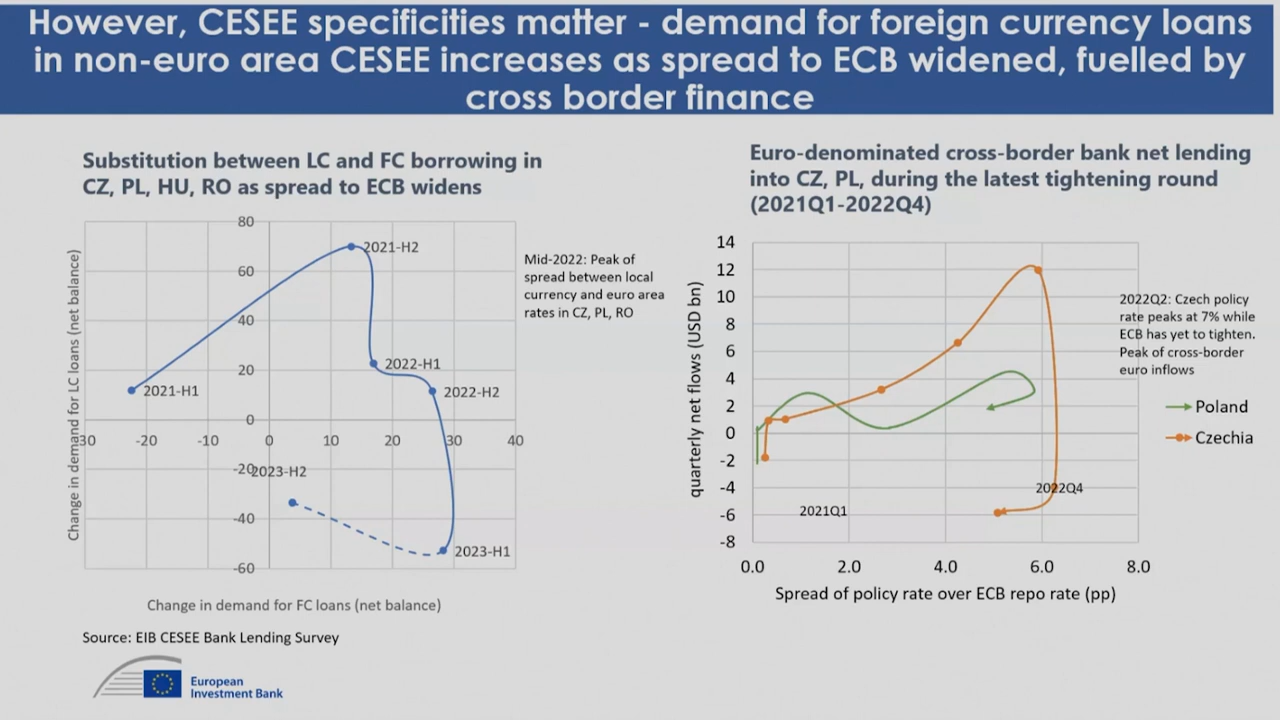 However, CESEE specificities matter - demand for foreign currency loans
in non-euro area CESEE increases as spread to ECB widened, fuelled by
cross border finance
Substitution between LC and FC borrowing in
CZ, PL, HU, RO as spread to ECB widens
Change in demand for LC loans (net balance)
80
60
40
20
0
-20
-40
-60
-30
-20
-10
0
10
20
30
40
2021-H1
2021-H2
2022-H1
2022-H2
2023-H1
2023-H2
Change in demand for FC loans (net balance)
Mid-2022: Peak of
spread between local
currency and euro area
rates in CZ, PL, RO
Source: EIB CESEE Bank Lending Survey
European
Investment Bank
Euro-denominated cross-border bank net lending
into CZ, PL, during the latest tightening round
(2021Q1-2022Q4)
quarterly net flows (USD bn)
14
12
10
8
6
4
2
0
-2
-4
-6
-8
0.0
2.0
4.0
6.0
8.0
2021Q1
2022Q4
Spread of policy rate over ECB repo rate (pp)
2022Q2: Czech policy
rate peaks at 7% while
ECB has yet to tighten.
Peak of cross-border
euro inflows
Poland
Czechia